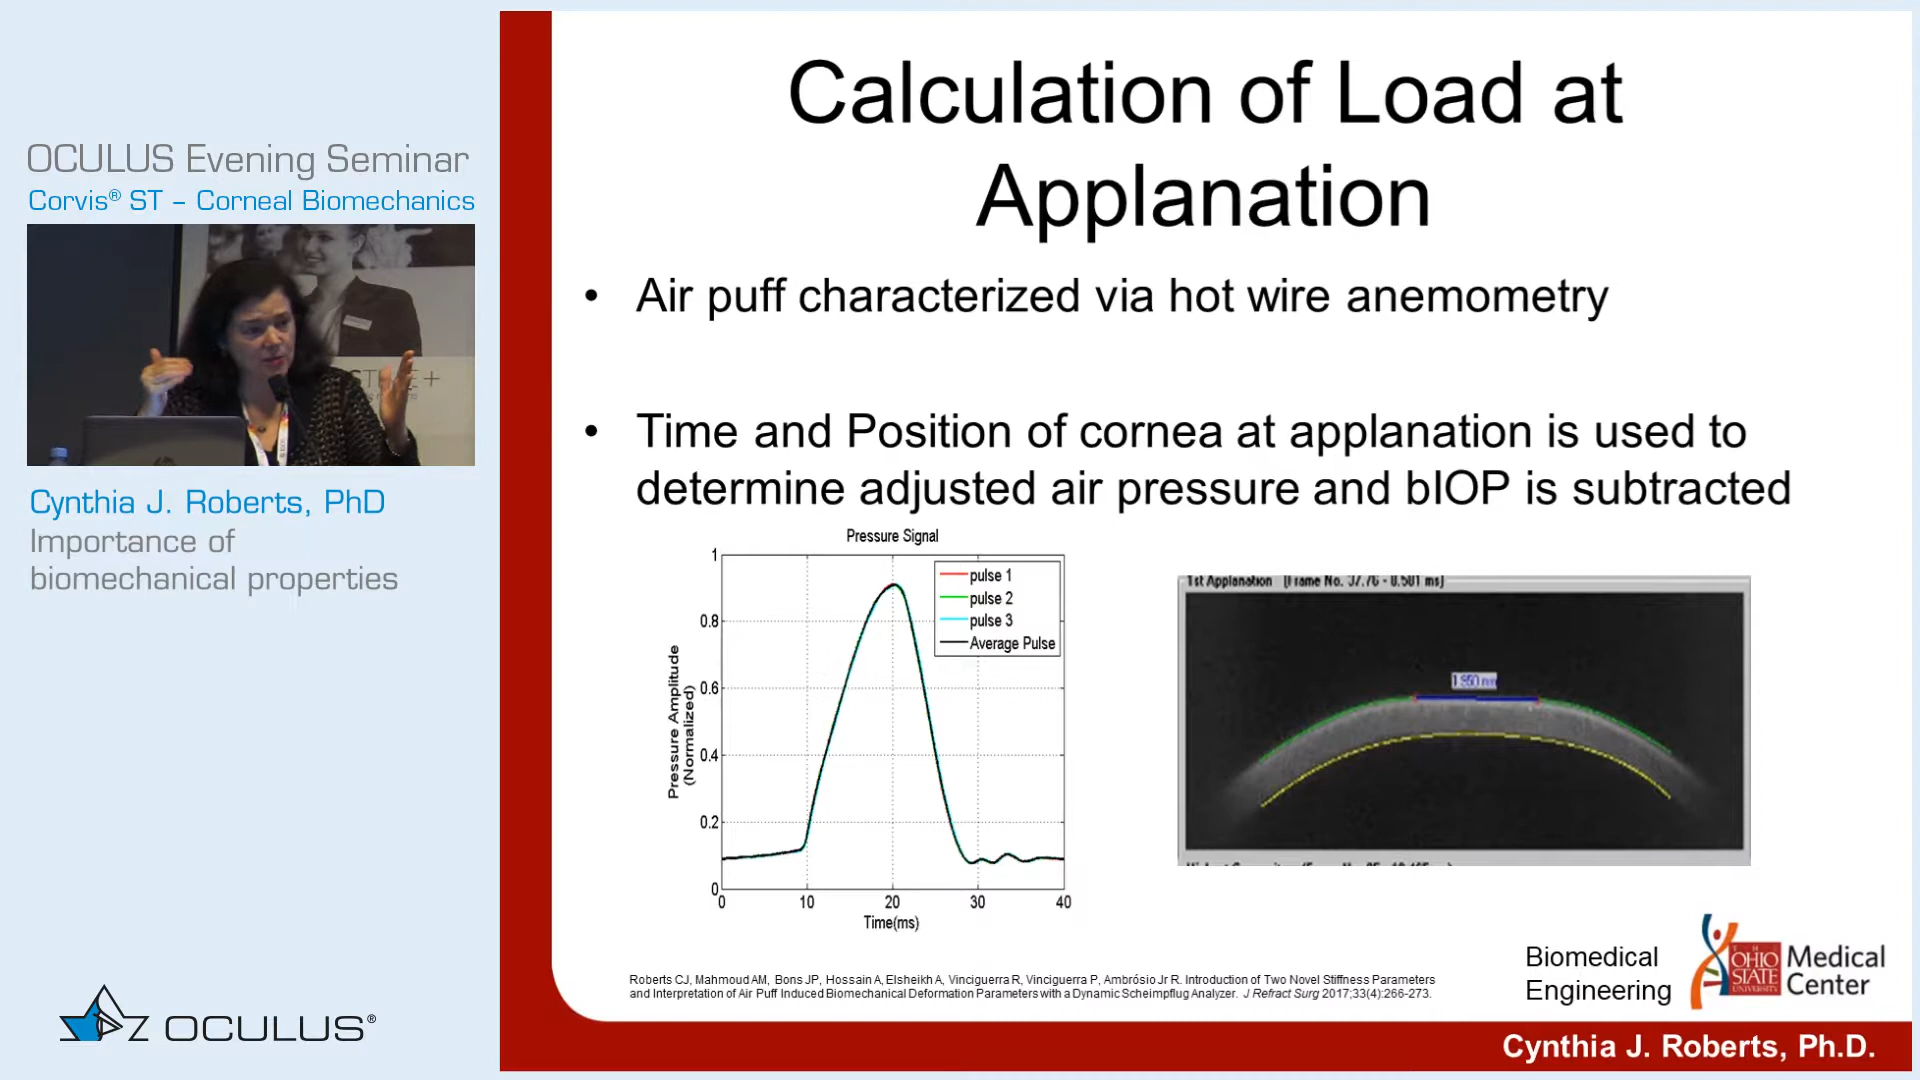 OCULUS Evening Seminar
Corvis® ST – Corneal Biomechanics
Cynthia J. Roberts, PhD
Importance of
biomechanical properties
OCULUS®
Calculation of Load at
Applanation
• Air puff characterized via hot wire anemometry
• Time and Position of cornea at applanation is used to
determine adjusted air pressure and bIOP is subtracted
Pressure Signal
pulse 1
pulse 2
pulse 3
Average Pulse
Pressure Amplitude
(Normalized)
1
0.8
0.6
0.4
0.2
0
0 10 20 30 40
Time(ms)
1st Applanation
Roberts CJ, Mahmoud AM, Bons JP, Hossain A, Elsheikh A, Vinciguerra R, Vinciguerra P, Ambrósio Jr R. Introduction of Two Novel Stiffness Parameters
and Interpretation of Air Puff Induced Biomechanical Deformation Parameters with a Dynamic Scheimpflug Analyzer. J Refract Surg 2017;33(4):266-273.
Biomedical
Engineering
THE
OHIO
STATE
UNIVERSITY
Medical
Center
Cynthia J. Roberts, Ph.D.